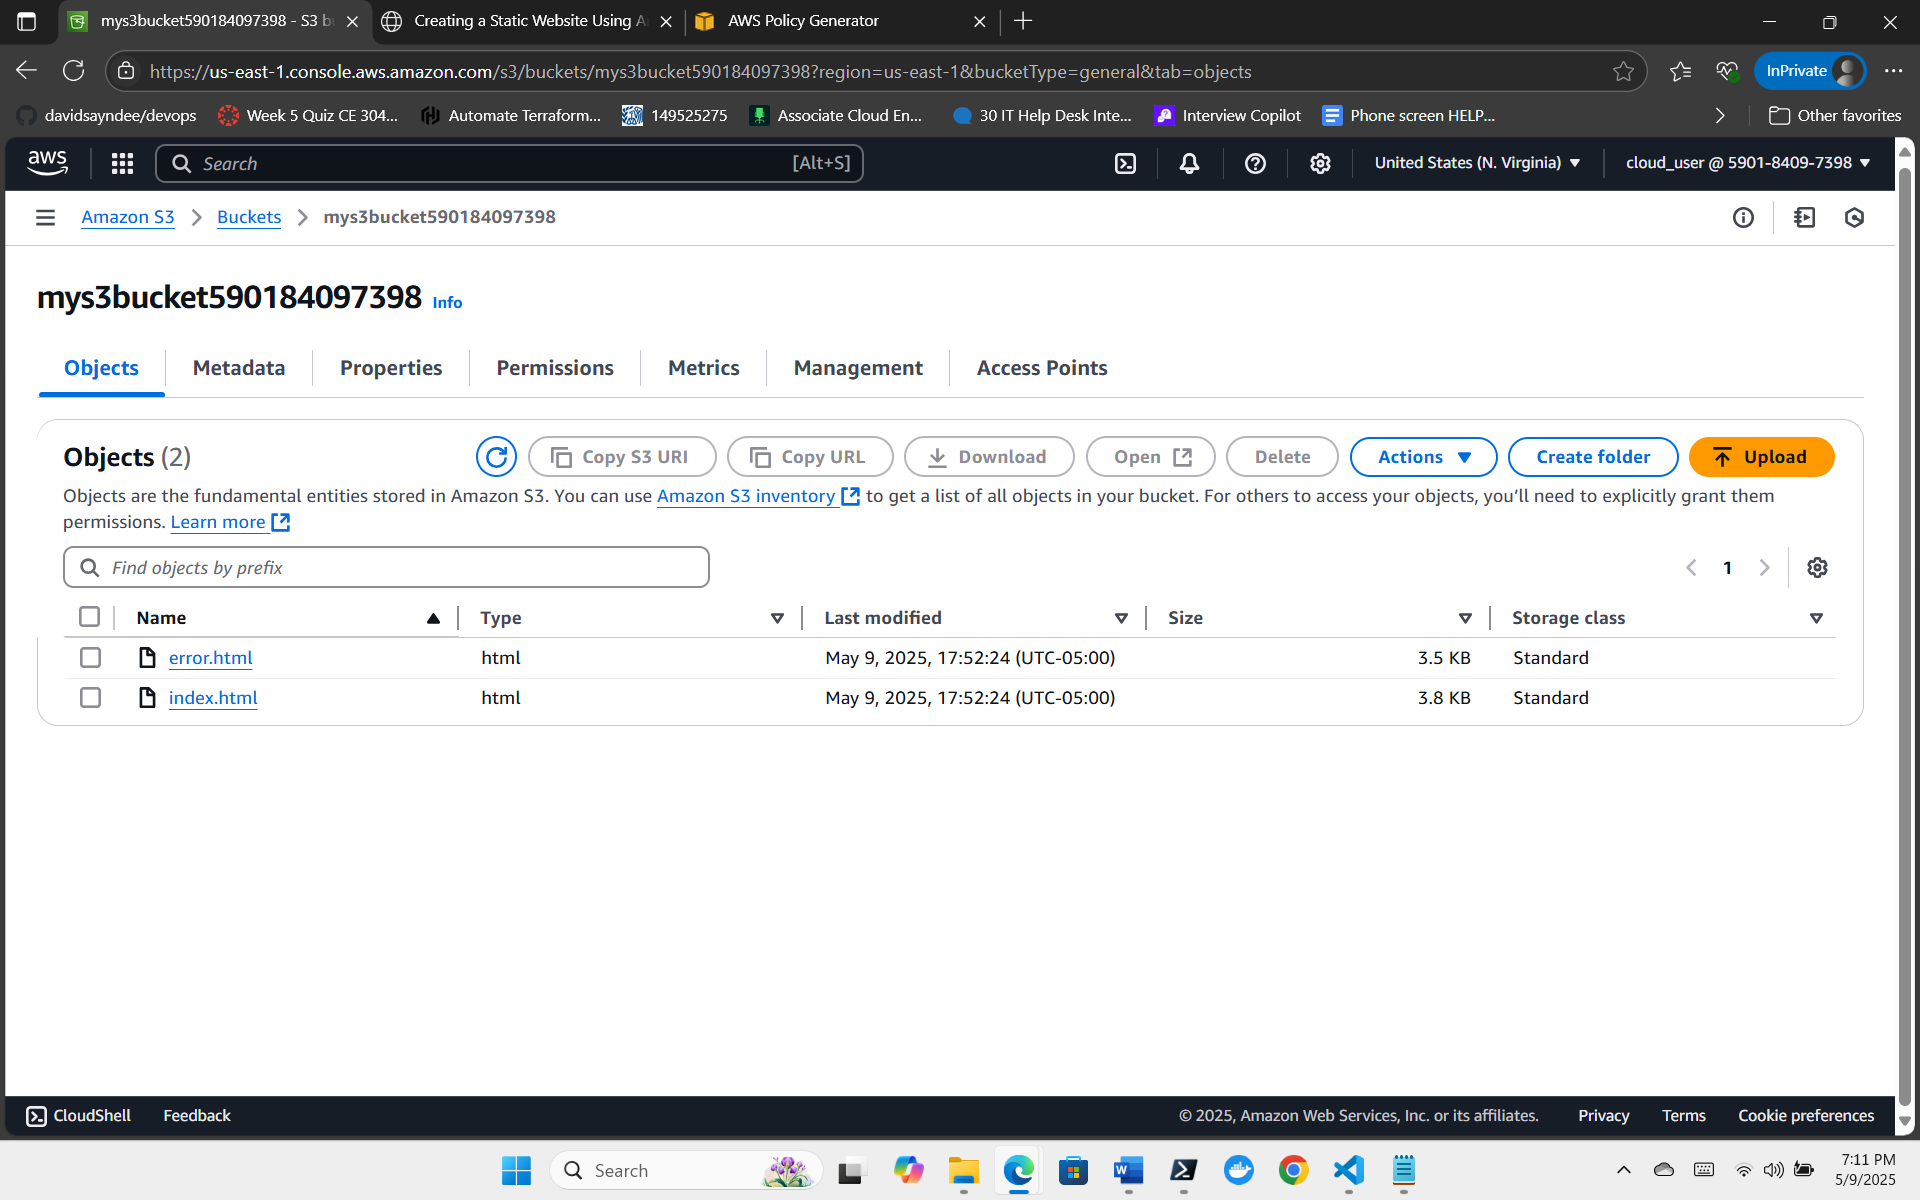 mys3bucket590184097398 - S3 b
Creating a Static Website Using A
AWS Policy Generator
https://us-east-1.console.aws.amazon.com/s3/buckets/mys3bucket590184097398?region=us-east-1&bucketType=general&tab=objects
InPrivate
davidsayndee/devops
Week 5 Quiz CE 304...
Automate Terraform...
149525275
Associate Cloud En...
30 IT Help Desk Inte...
Interview Copilot
Phone screen HELP...
Other favorites
aws
Search
[Alt+S]
United States (N. Virginia)
cloud_user @ 5901-8409-7398
Amazon S3
Buckets
mys3bucket590184097398
mys3bucket590184097398 Info
Objects
Metadata
Properties
Permissions
Metrics
Management
Access Points
Objects (2)
Copy S3 URI
Copy URL
Download
Open
Delete
Actions
Create folder
Upload
Objects are the fundamental entities stored in Amazon S3. You can use Amazon S3 inventory to get a list of all objects in your bucket. For others to access your objects, you’ll need to explicitly grant them
permissions. Learn more
Find objects by prefix
1
Name
Type
Last modified
Size
Storage class
error.html
html
May 9, 2025, 17:52:24 (UTC-05:00)
3.5 KB
Standard
index.html
html
May 9, 2025, 17:52:24 (UTC-05:00)
3.8 KB
Standard
CloudShell
Feedback
© 2025, Amazon Web Services, Inc. or its affiliates.
Privacy
Terms
Cookie preferences
Search
7:11 PM
5/9/2025